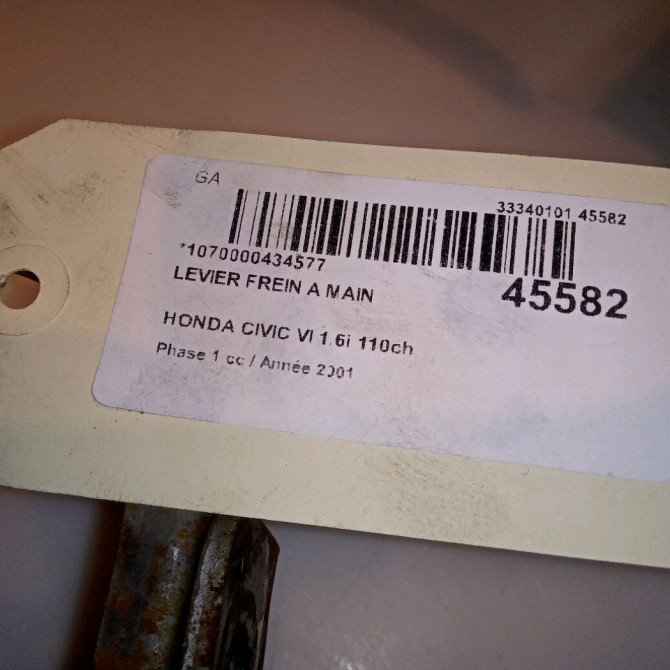 GA
33340101 45582
*1070000434577
LEVIER FREIN A MAIN
45582
HONDA CIVIC VI 1.6i 110ch
Phase 1 cc / Année 2001